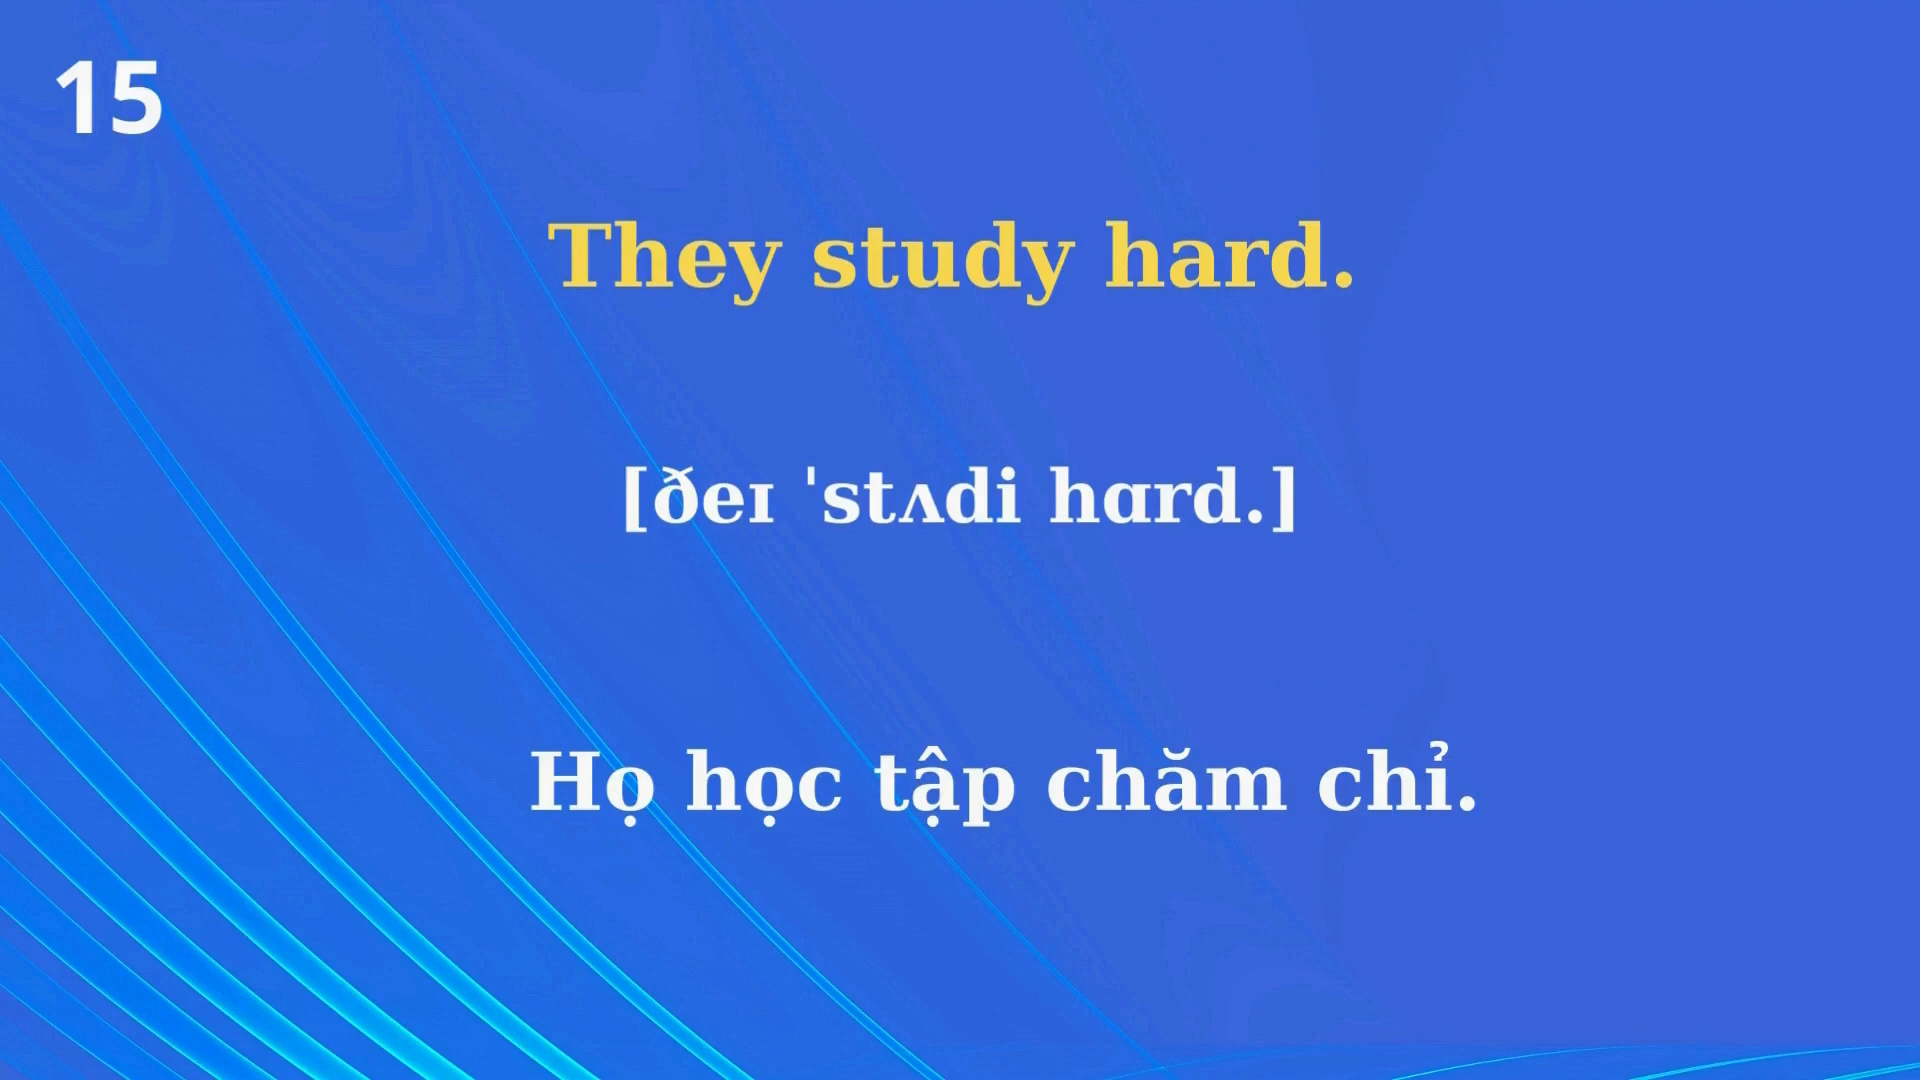 15
They study hard.
[ðeɪ ˈstʌdi hɑrd.]
Họ học tập chăm chỉ.